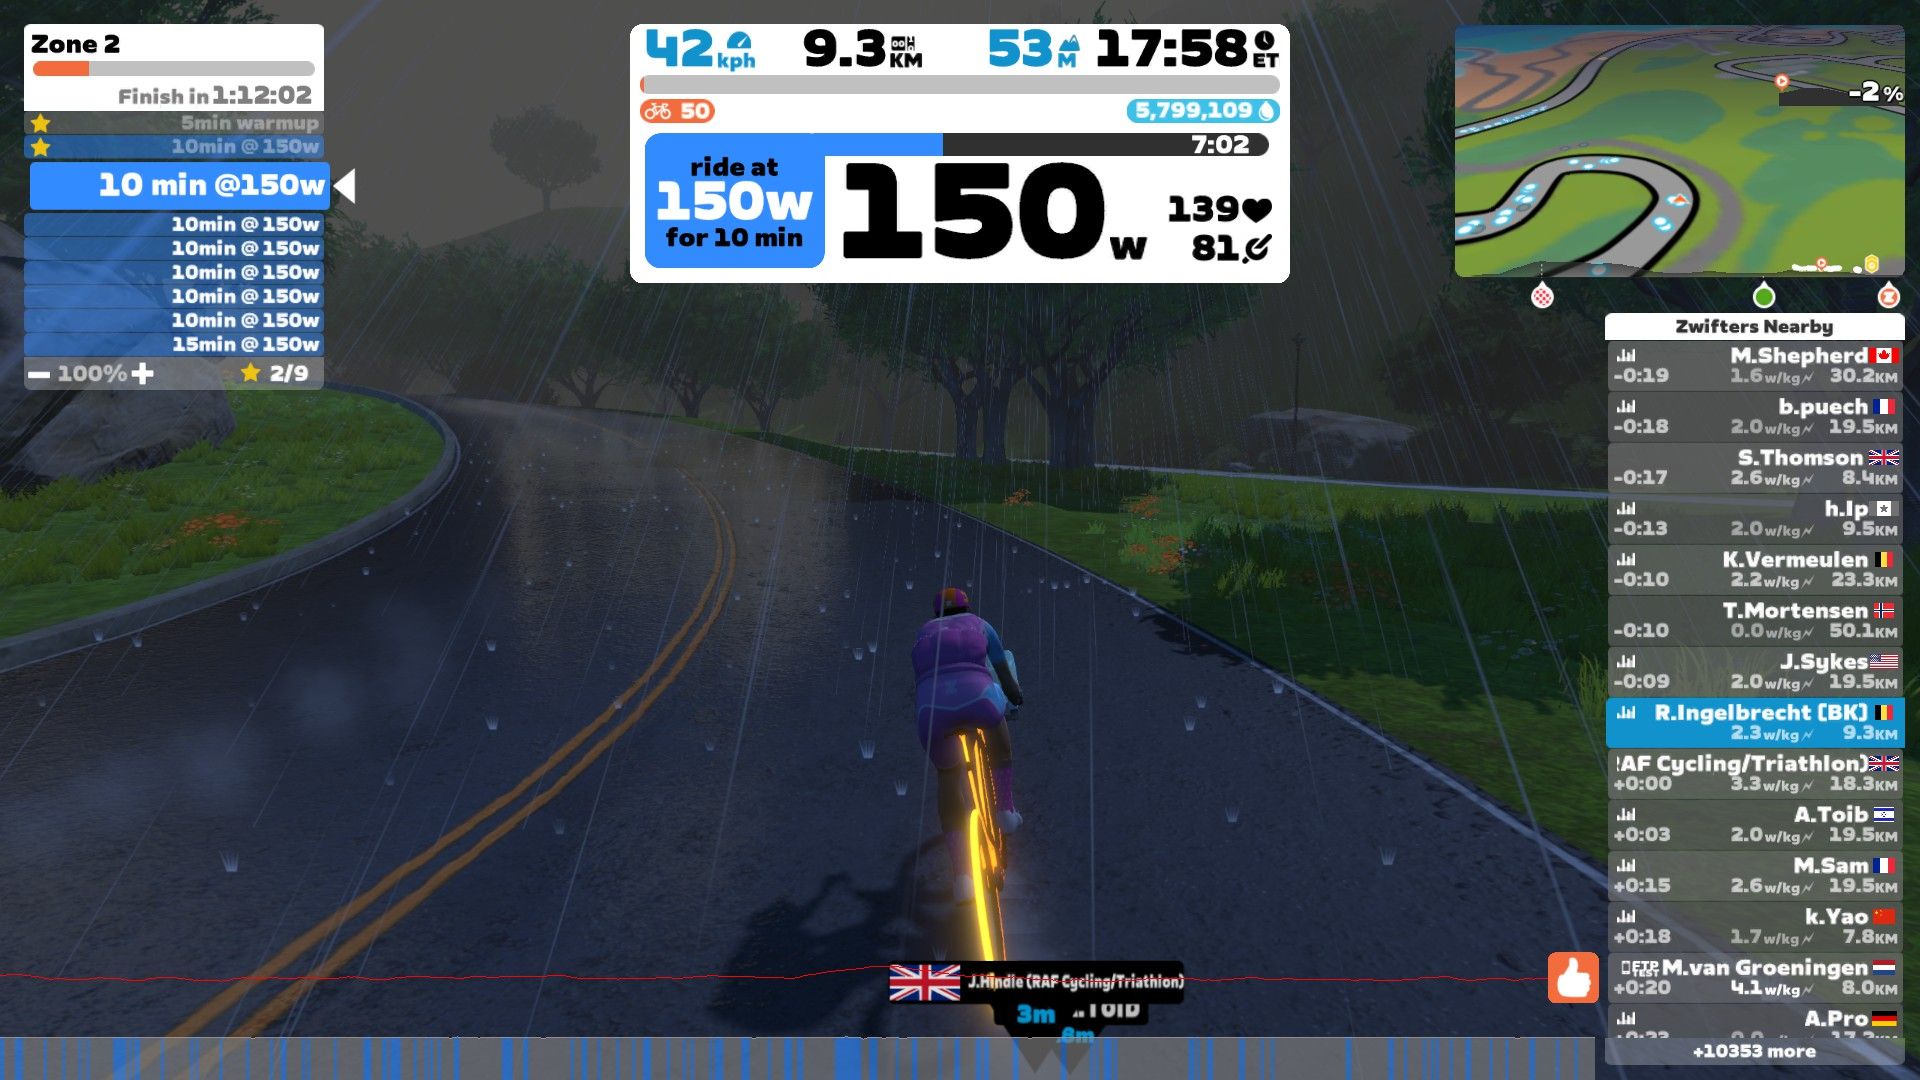 Zone 2
Finish in 1:12:02
5min warmup
10min @ 150w
10 min @150w
10min @ 150w
10min @ 150w
10min @ 150w
10min @ 150w
10min @ 150w
15min @ 150w
100%
2/9
42 kph 9.3 KM 53 M 17:58 ET
50 5,799,109
7:02
ride at
150w
for 10 min
150 w
139
81
-2%
Zwifters Nearby
M.Shepherd
-0:19 1.6 w/kg 30.2 KM
b.puech
-0:18 2.0 w/kg 19.5 KM
S.Thomson
-0:17 2.6 w/kg 8.4 KM
h.Ip
-0:13 2.0 w/kg 9.5 KM
K.Vermeulen
-0:10 2.2 w/kg 23.3 KM
T.Mortensen
-0:10 0.0 w/kg 50.1 KM
J.Sykes
-0:09 2.0 w/kg 19.5 KM
R.Ingelbrecht (BK)
2.3 w/kg 9.3 KM
AF Cycling/Triathlon)
+0:00 3.3 w/kg 18.3 KM
A.Toib
+0:03 2.0 w/kg 19.5 KM
M.Sam
+0:15 2.6 w/kg 19.5 KM
k.Yao
+0:18 1.7 w/kg 7.8 KM
FTP TEST M.van Groeningen
+0:20 4.1 w/kg 8.0 KM
A.Pro
+10353 more
J.Hindle (RAF Cycling/Triathlon)
3m